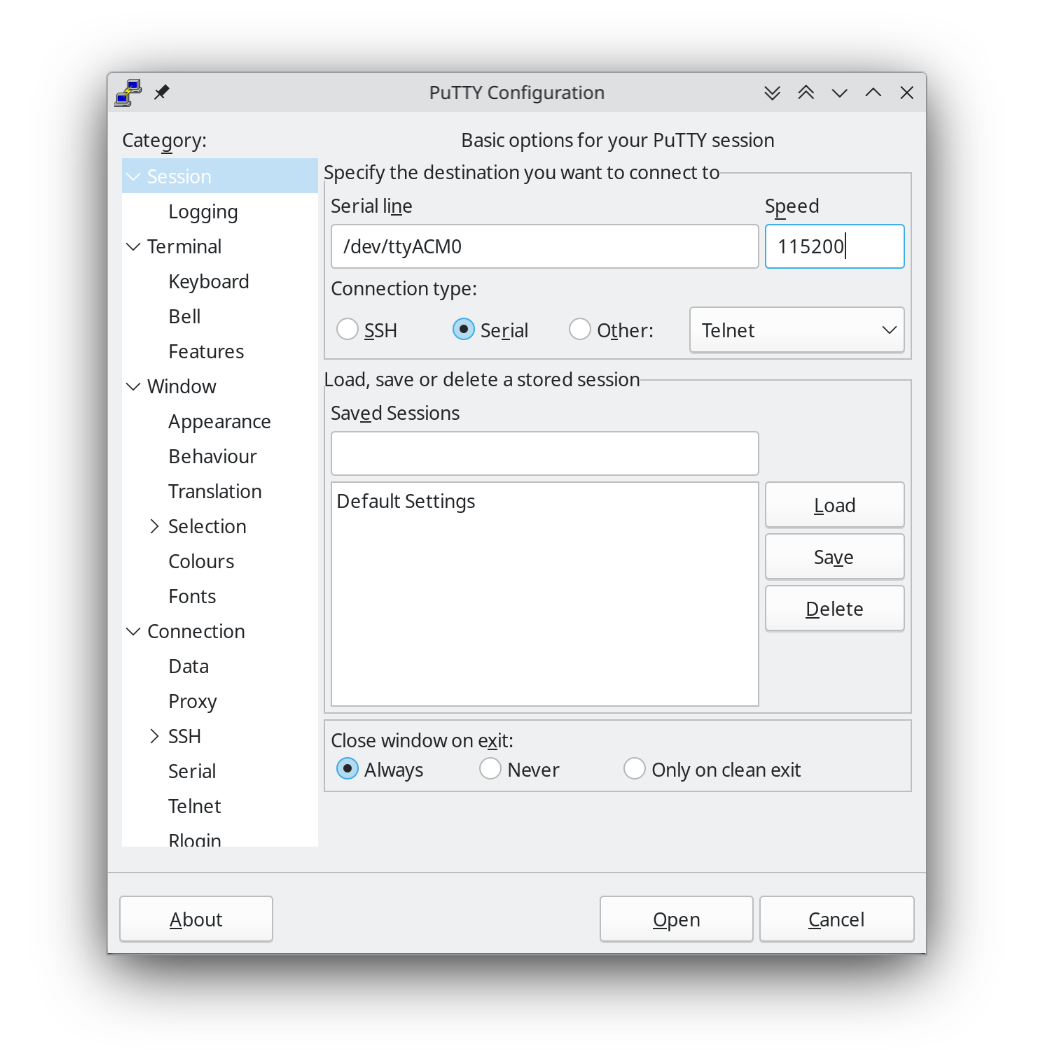 PuTTY Configuration
Category:
Basic options for your PuTTY session
Session
Logging
Terminal
Keyboard
Bell
Features
Window
Appearance
Behaviour
Translation
Selection
Colours
Fonts
Connection
Data
Proxy
SSH
Serial
Telnet
Rlogin
Specify the destination you want to connect to
Serial line
Speed
/dev/ttyACM0
115200
Connection type:
SSH
Serial
Other:
Telnet
Load, save or delete a stored session
Saved Sessions
Default Settings
Load
Save
Delete
Close window on exit:
Always
Never
Only on clean exit
About
Open
Cancel